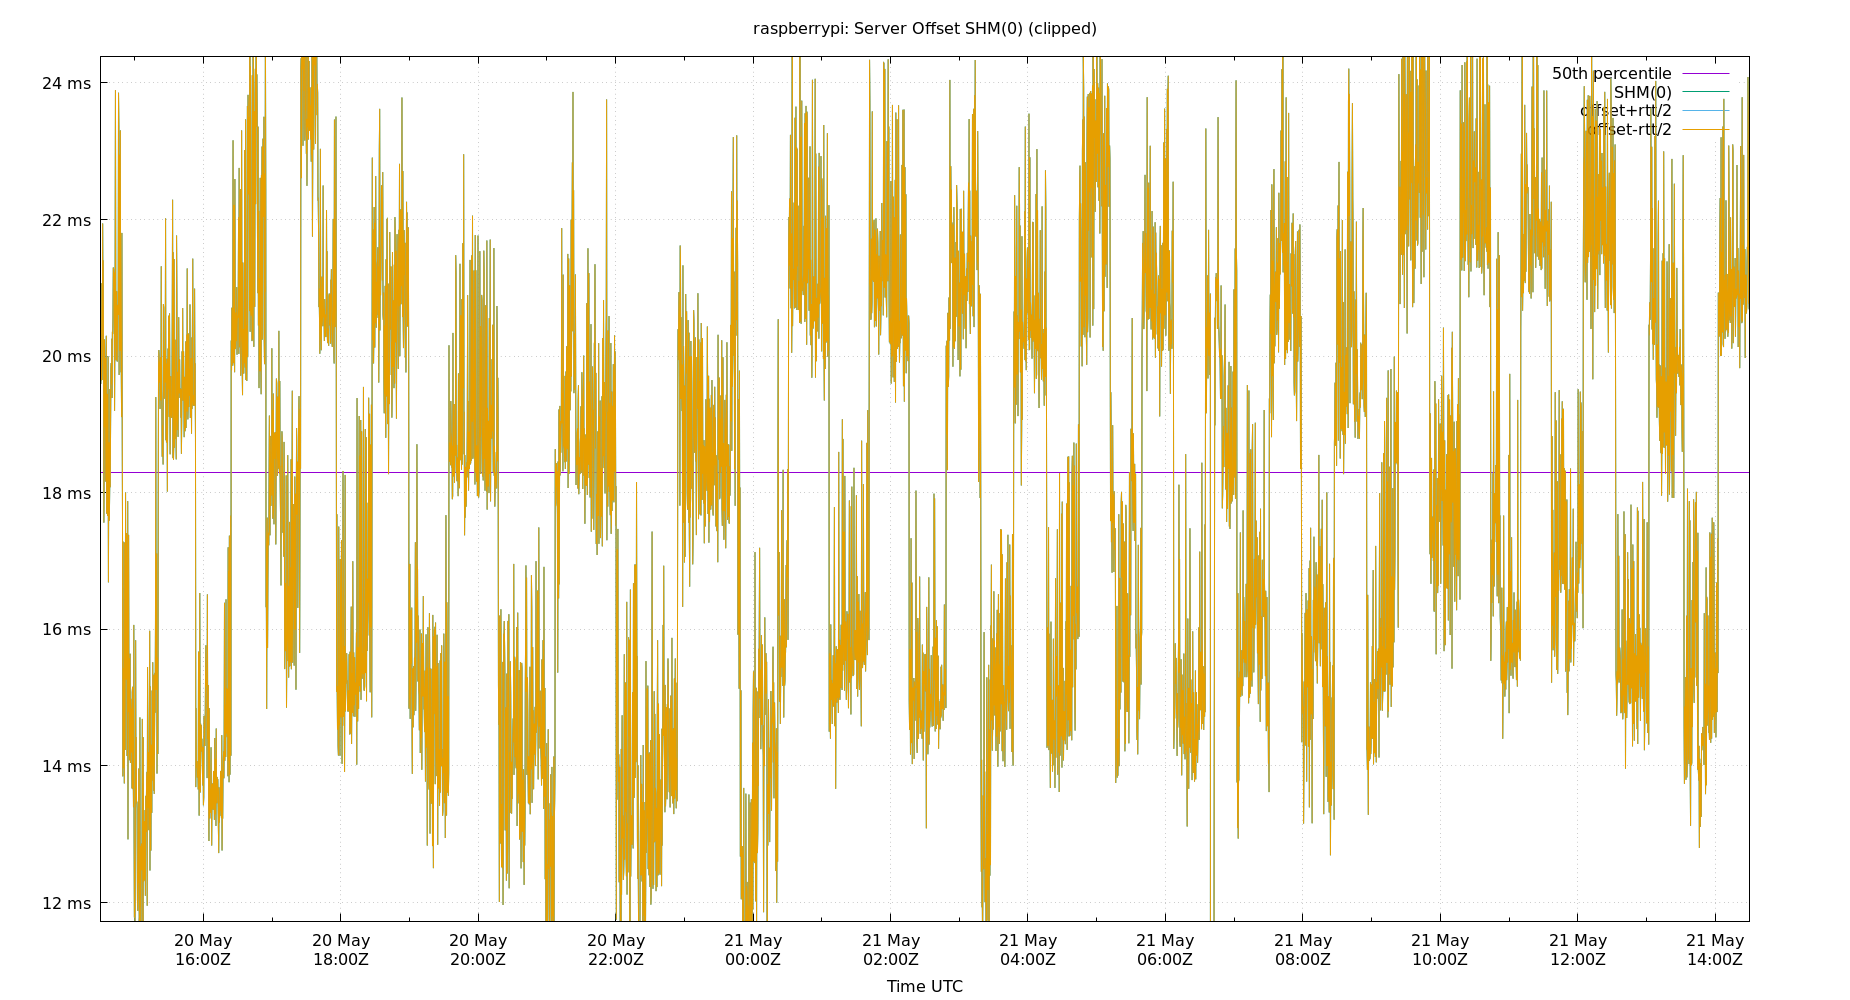 raspberrypi: Server Offset SHM(0) (clipped)
50th percentile
SHM(0)
offset+rtt/2
offset-rtt/2
24 ms
22 ms
20 ms
18 ms
16 ms
14 ms
12 ms
20 May 20 May 20 May 20 May 21 May 21 May 21 May 21 May 21 May 21 May 21 May 21 May
16:00Z 18:00Z 20:00Z 22:00Z 00:00Z 02:00Z 04:00Z 06:00Z 08:00Z 10:00Z 12:00Z 14:00Z
Time UTC